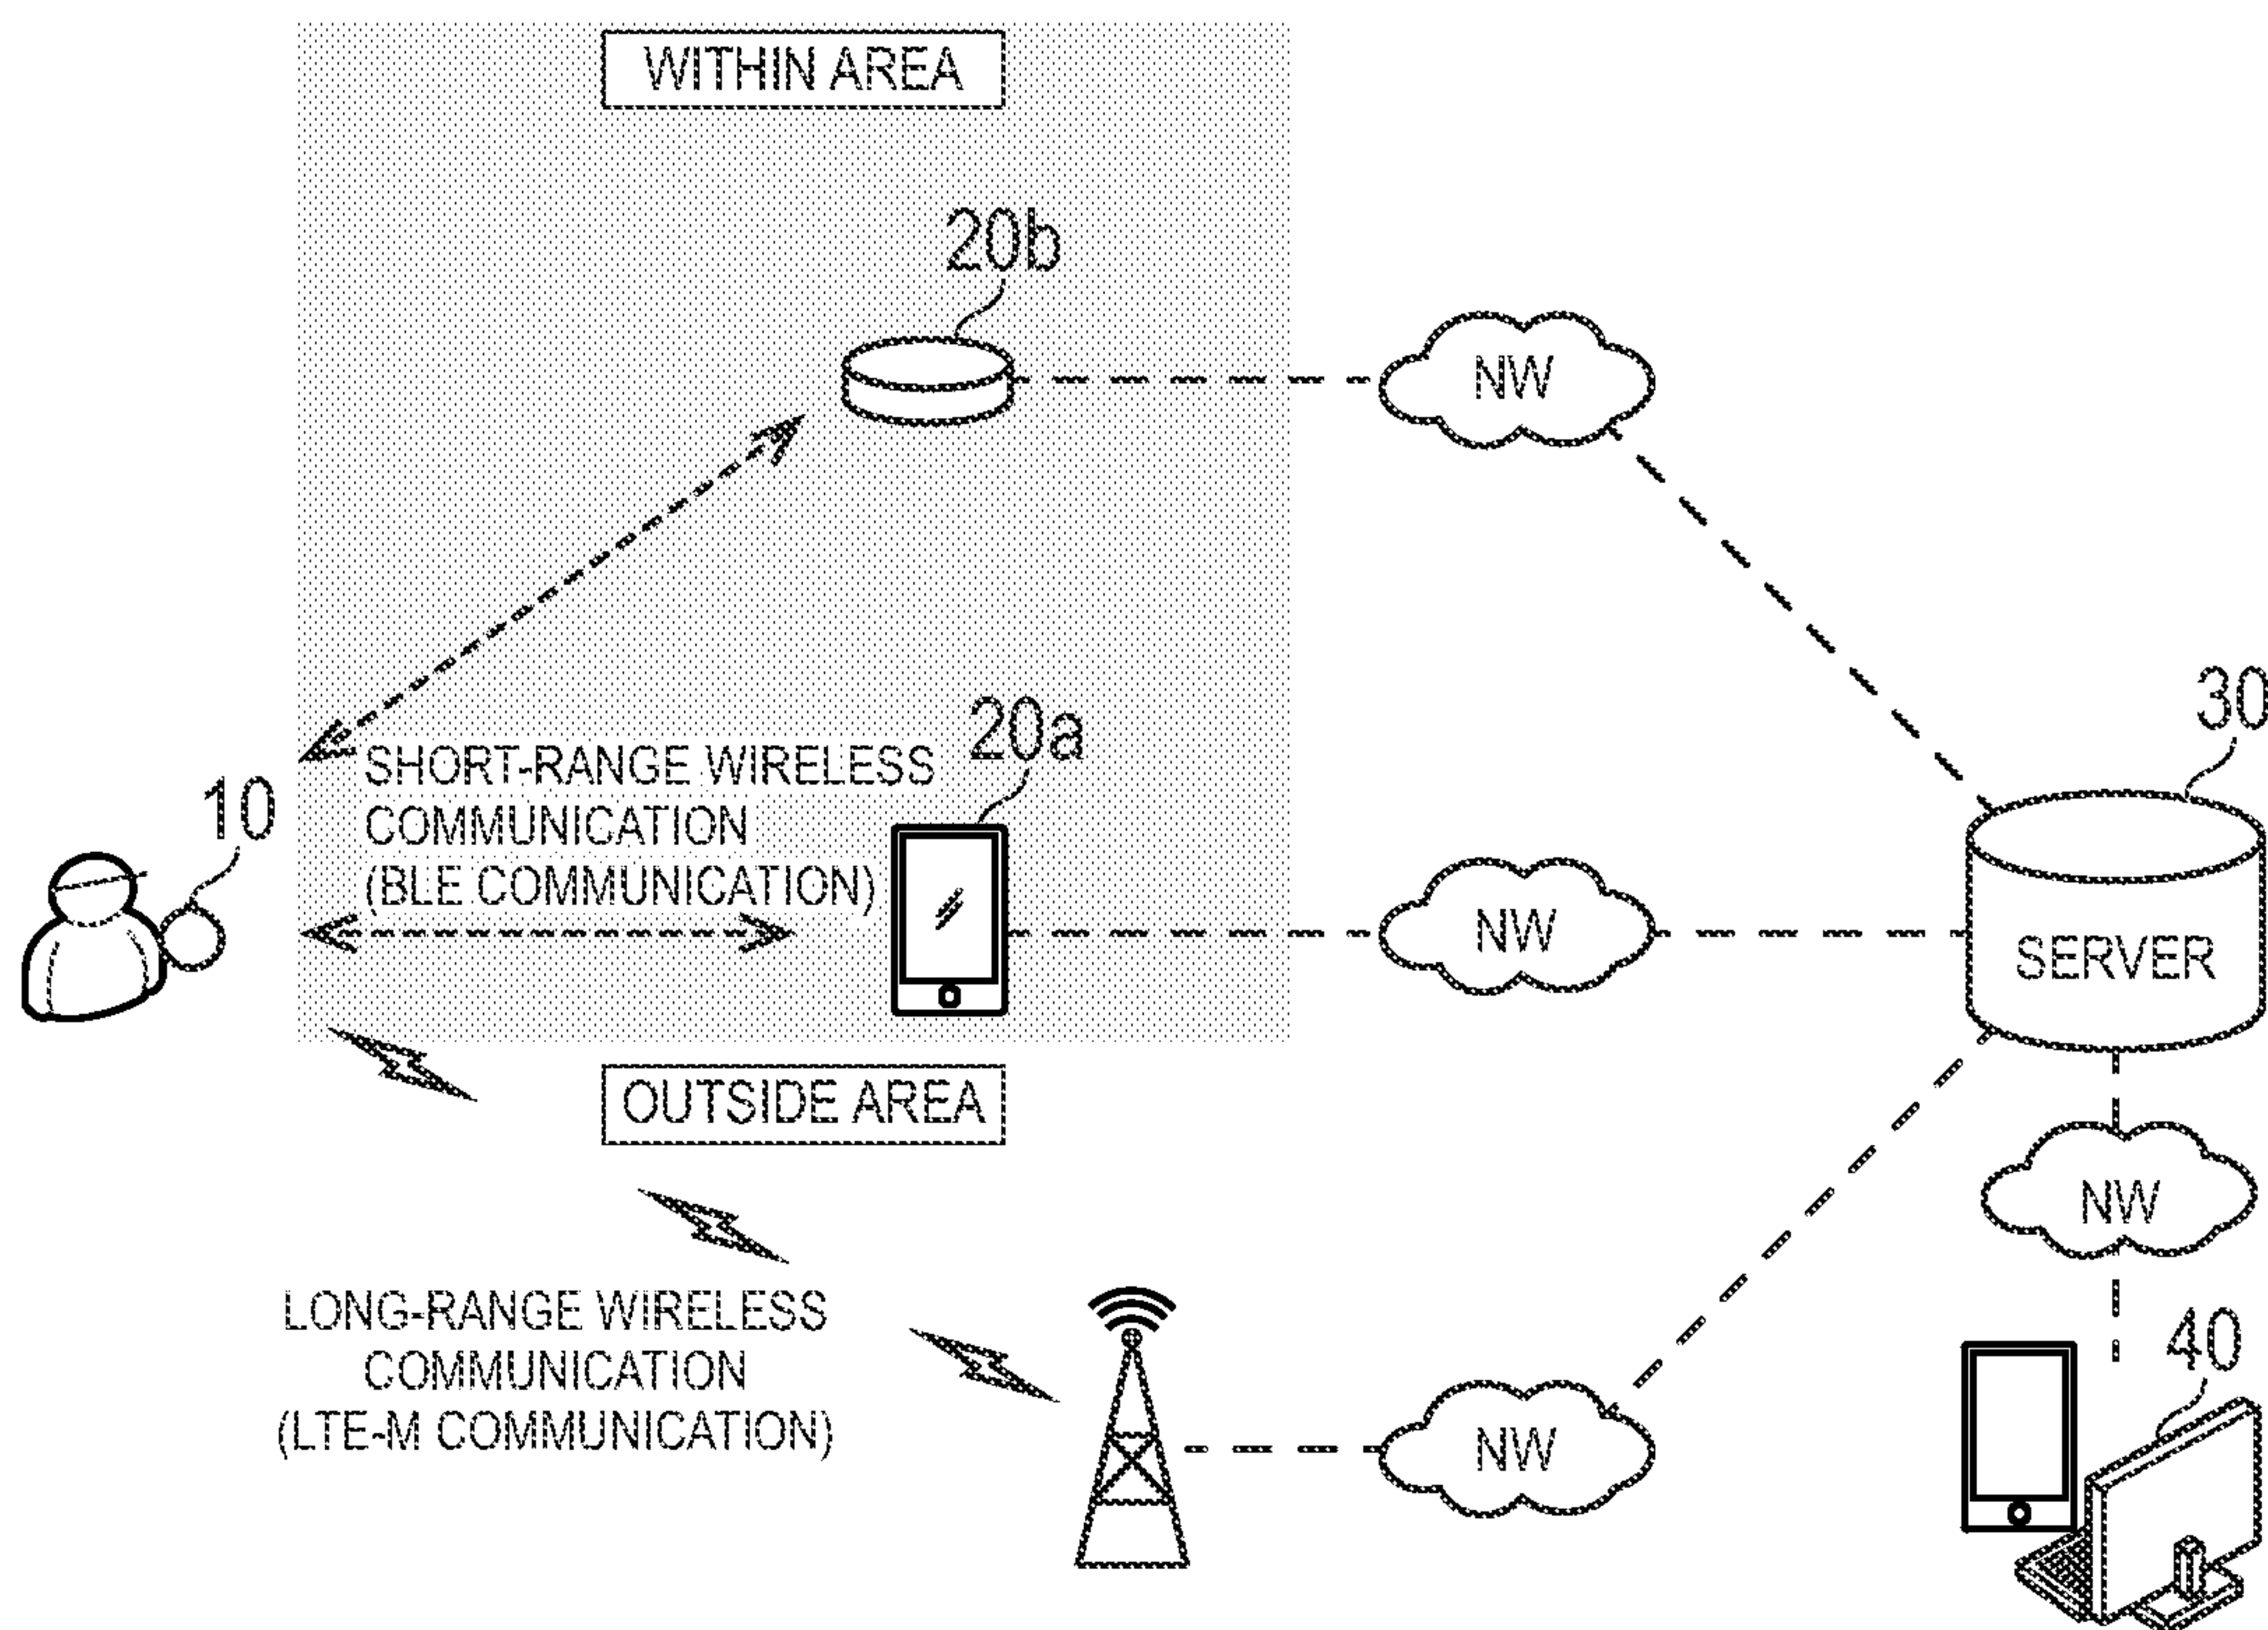 WITHIN AREA
20b
NW
20a
30
SHORT-RANGE WIRELESS
COMMUNICATION
(BLE COMMUNICATION)
10
NW
SERVER
OUTSIDE AREA
NW
LONG-RANGE WIRELESS
COMMUNICATION
(LTE-M COMMUNICATION)
NW
40